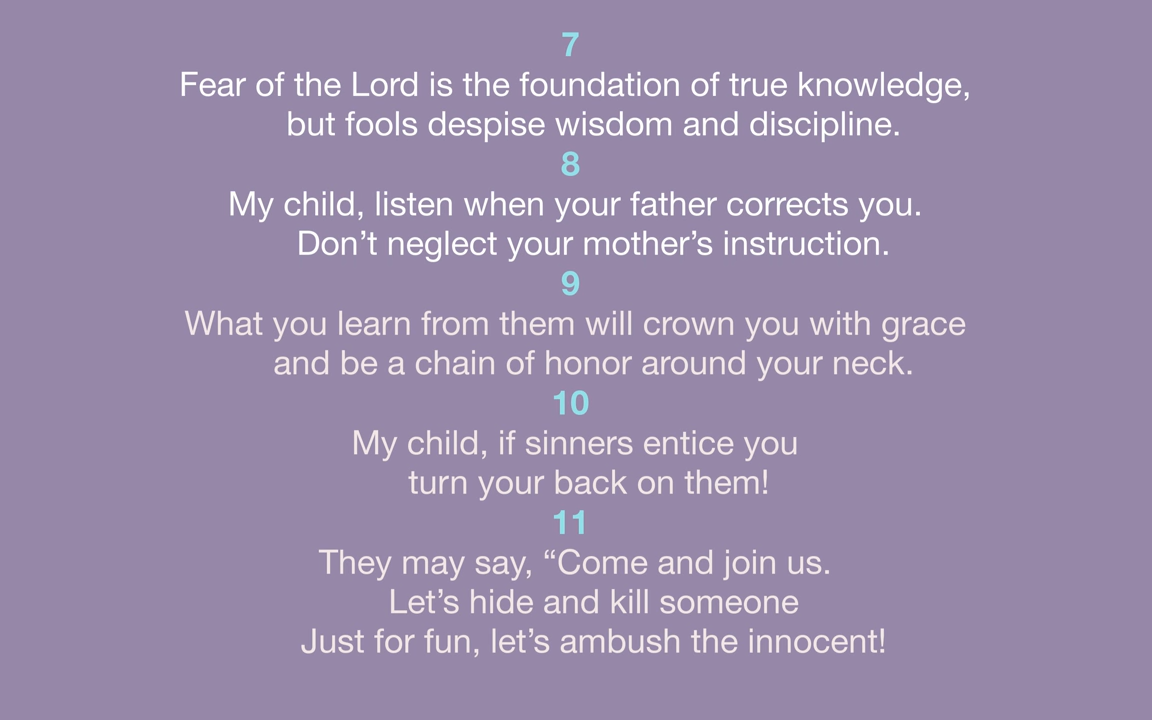 7
Fear of the Lord is the foundation of true knowledge,
but fools despise wisdom and discipline.
8
My child, listen when your father corrects you.
Don’t neglect your mother’s instruction.
9
What you learn from them will crown you with grace
and be a chain of honor around your neck.
10
My child, if sinners entice you
turn your back on them!
11
They may say, “Come and join us.
Let’s hide and kill someone
Just for fun, let’s ambush the innocent!